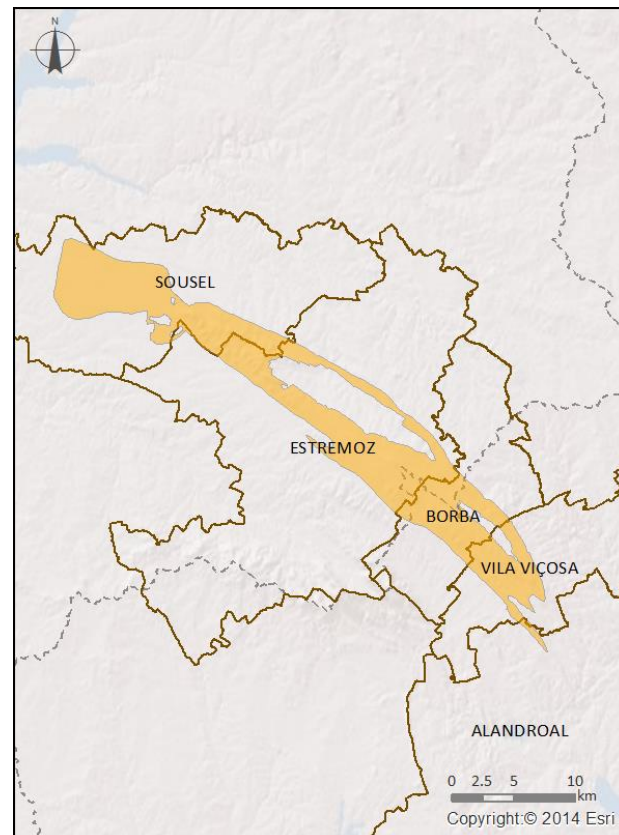 N
SOUSEL
ESTREMOZ
BORBA
VILA VIÇOSA
ALANDROAL
0 2.5 5 10
km
Copyright:© 2014 Esri